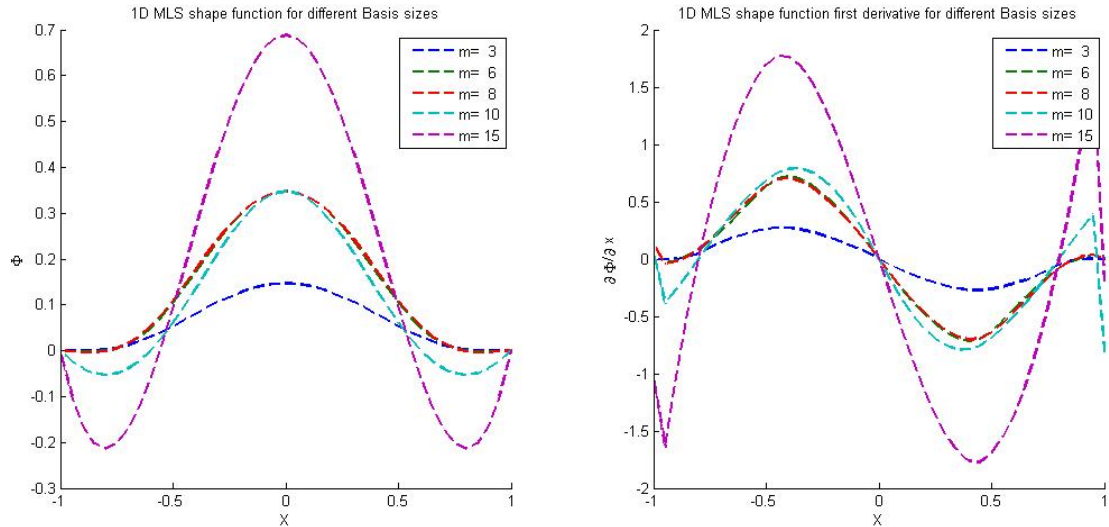 1D MLS shape function for different Basis sizes
0.7
0.6
0.5
0.4
0.3
0.2
0.1
0
-0.1
-0.2
-0.3
Φ
m= 3
m= 6
m= 8
m= 10
m= 15
-1
-0.5
0
0.5
1
X
1D MLS shape function first derivative for different Basis sizes
2
1.5
1
0.5
0
-0.5
-1
-1.5
-2
∂ Φ/∂ x
m= 3
m= 6
m= 8
m= 10
m= 15
-1
-0.5
0
0.5
1
X